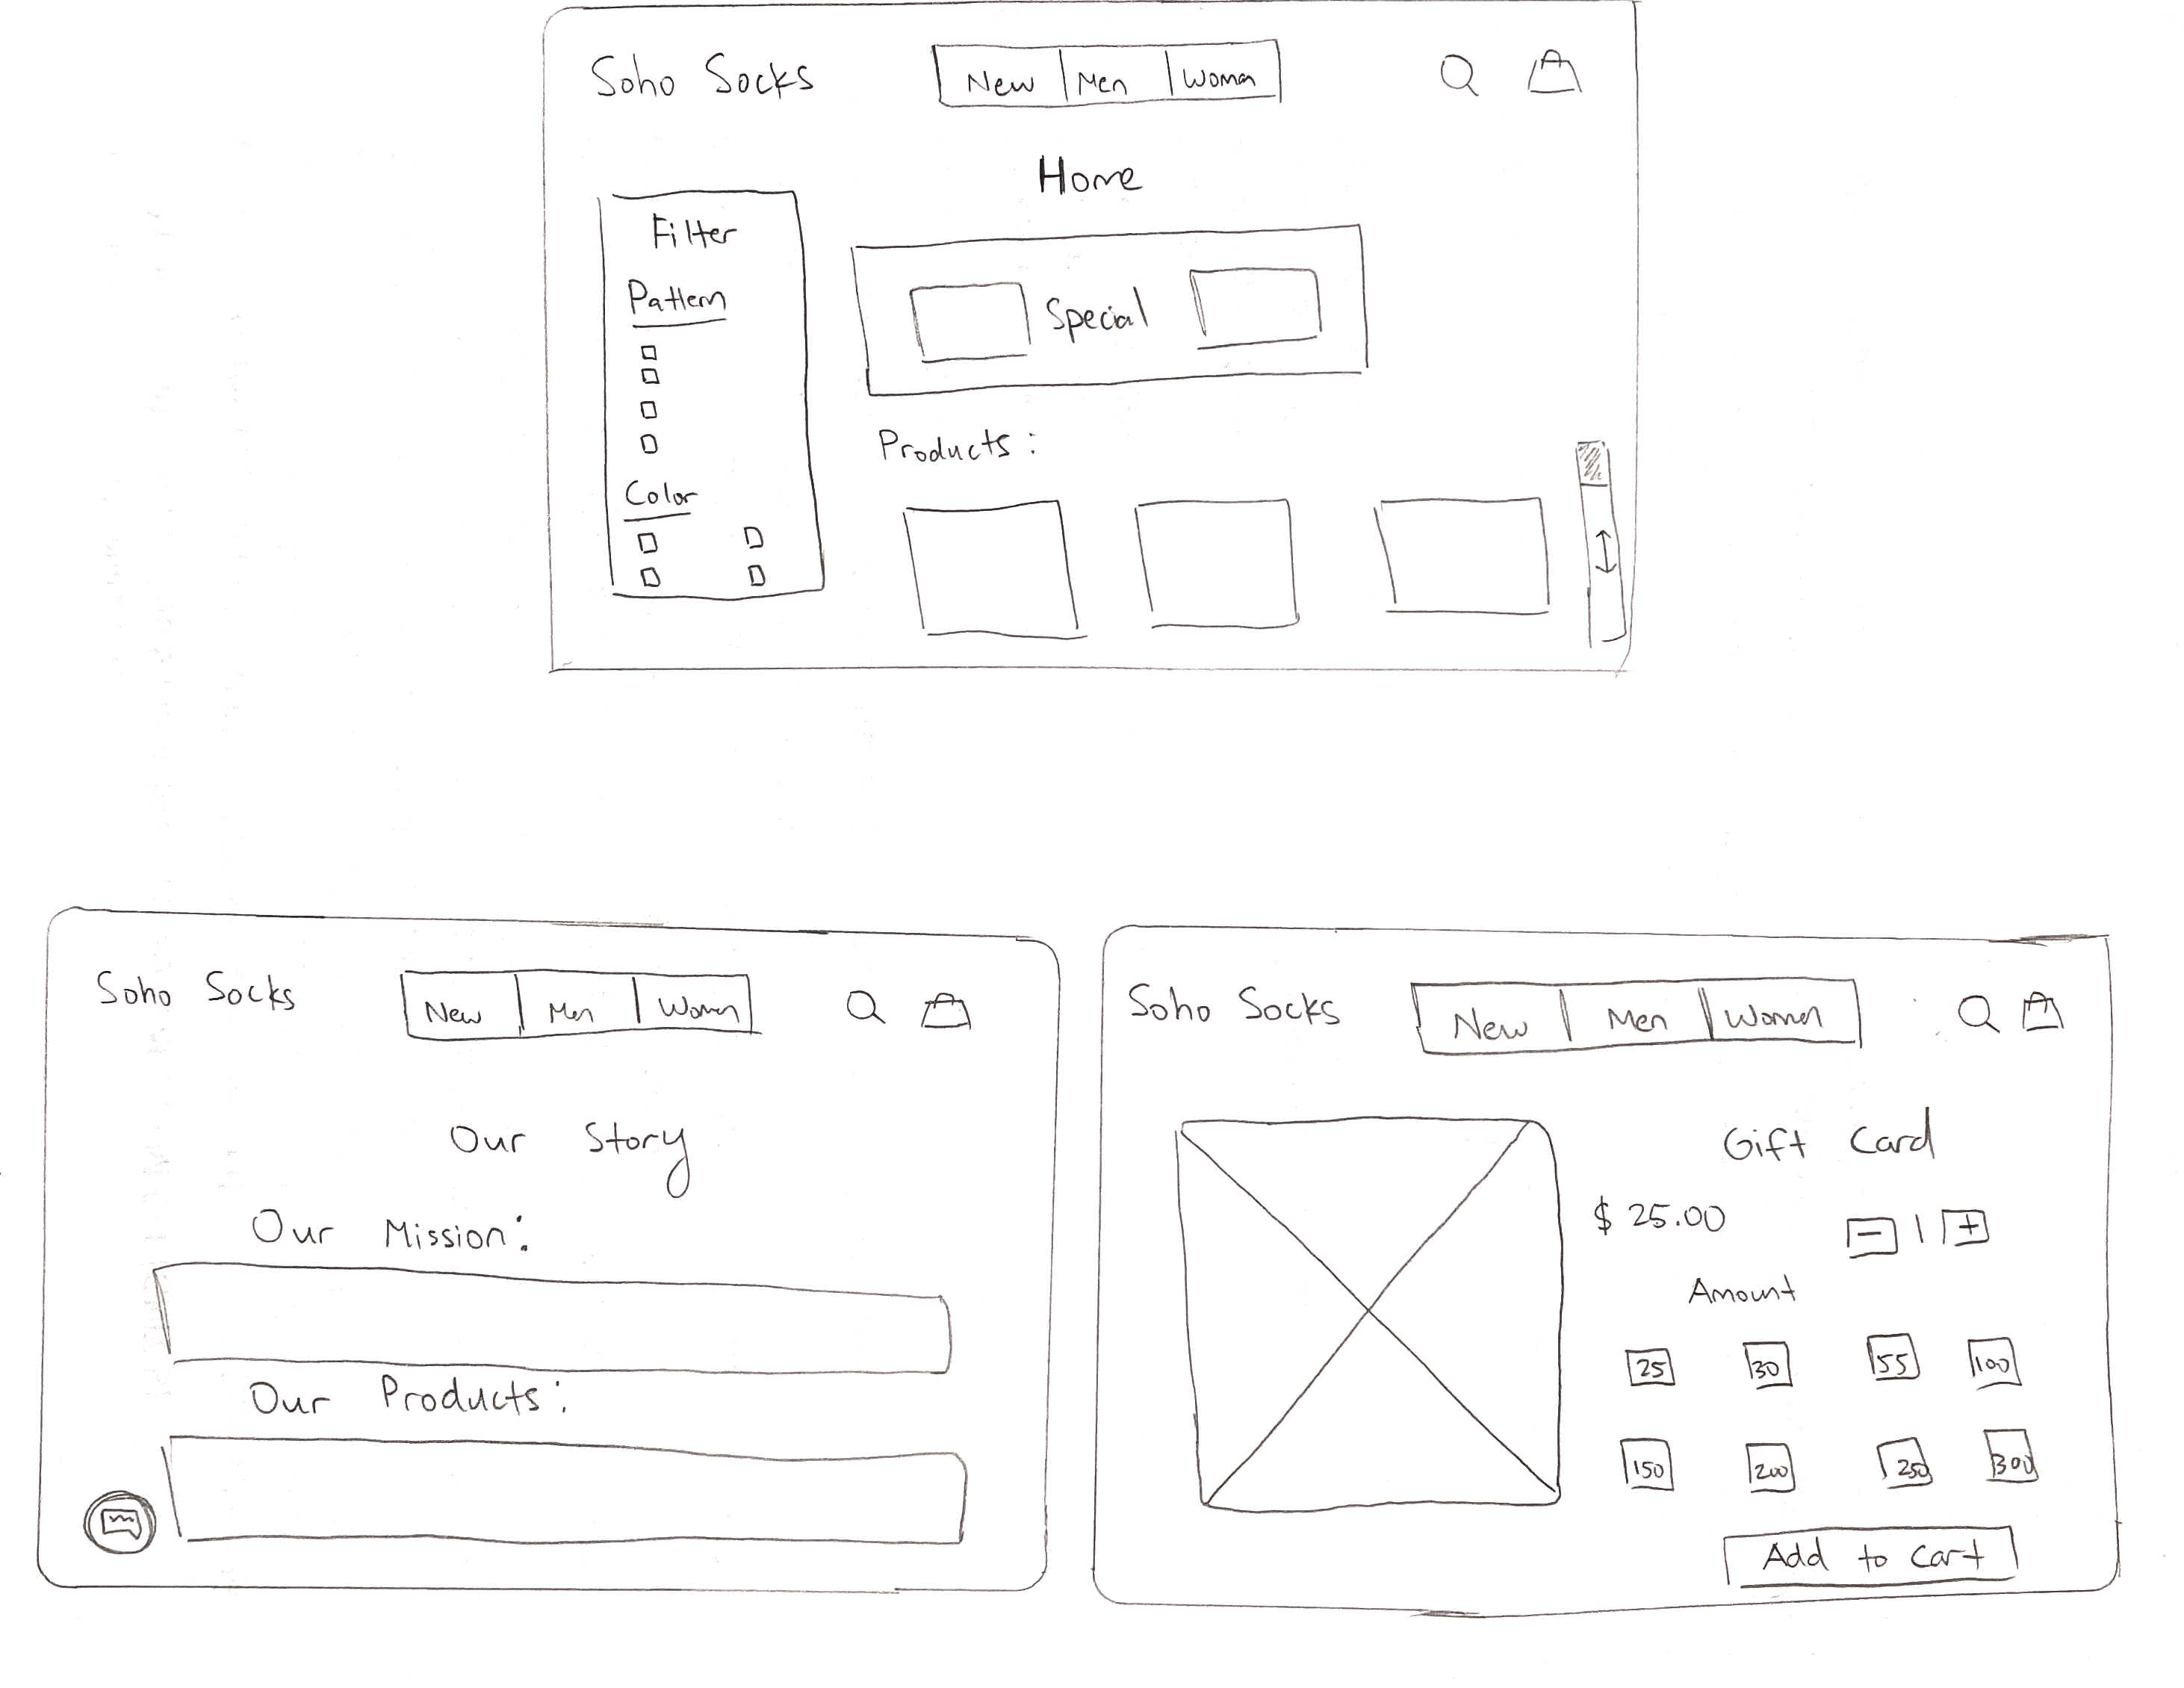 Soho Socks
New Men Women
Home
Filter
Pattern
Color
Special
Products:
Soho Socks
New Men Women
Our Story
Our Mission:
Our Products:
Soho Socks
New Men Women
Gift Card
$ 25.00
- 1 +
Amount
25 30 55 100
150 200 250 300
Add to cart